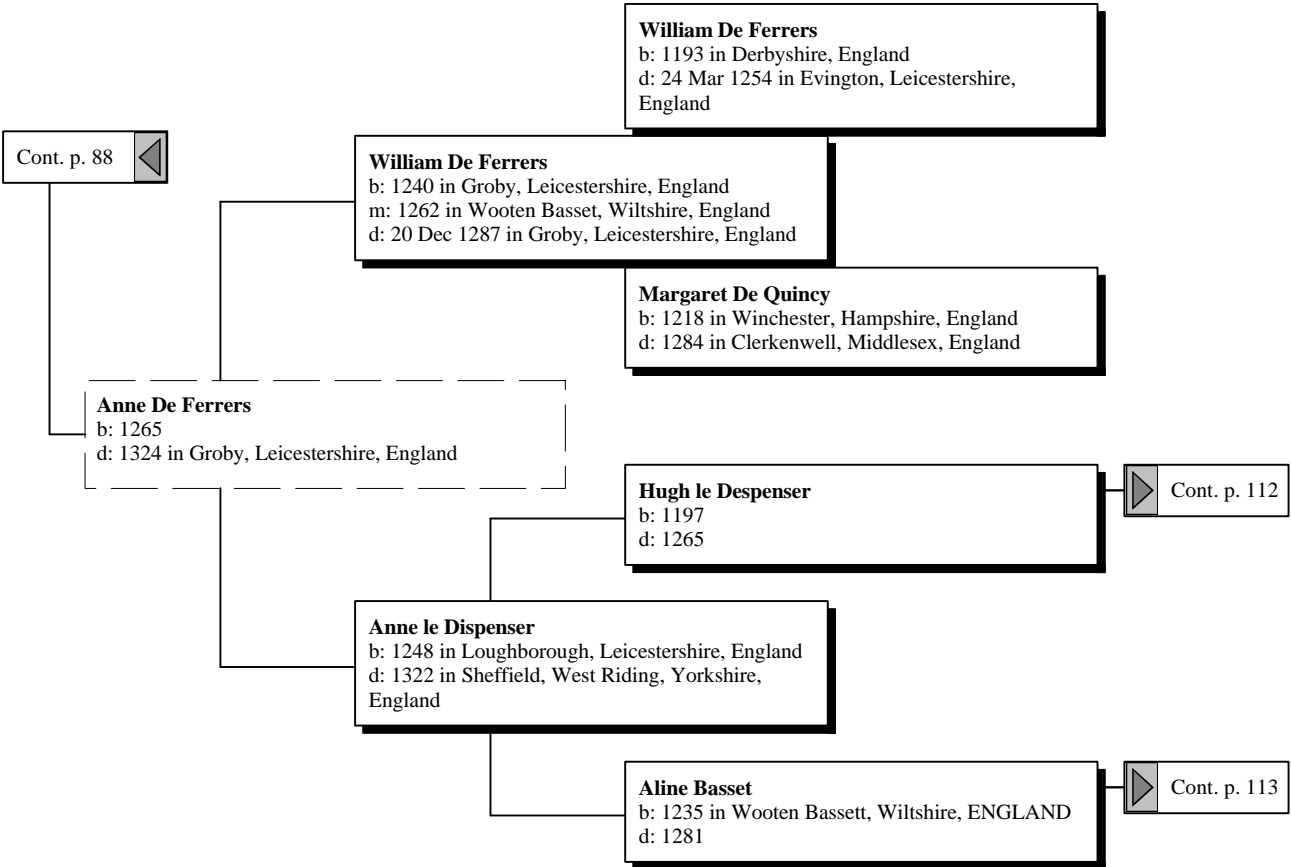 William De Ferrers
b: 1193 in Derbyshire, England
d: 24 Mar 1254 in Evington, Leicestershire,
England
Cont. p. 88
William De Ferrers
b: 1240 in Groby, Leicestershire, England
m: 1262 in Wooten Basset, Wiltshire, England
d: 20 Dec 1287 in Groby, Leicestershire, England
Margaret De Quincy
b: 1218 in Winchester, Hampshire, England
d: 1284 in Clerkenwell, Middlesex, England
Anne De Ferrers
b: 1265
d: 1324 in Groby, Leicestershire, England
Hugh le Despenser
b: 1197
d: 1265
Cont. p. 112
Anne le Dispenser
b: 1248 in Loughborough, Leicestershire, England
d: 1322 in Sheffield, West Riding, Yorkshire,
England
Aline Basset
b: 1235 in Wooten Bassett, Wiltshire, ENGLAND
d: 1281
Cont. p. 113